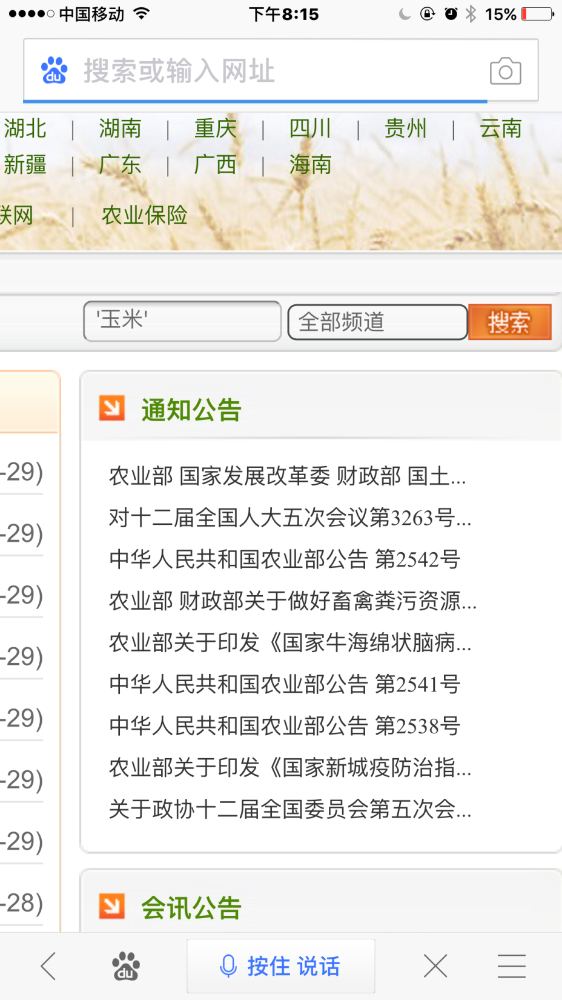 中国移动 下午8:15 15%
du 搜索或输入网址
湖北 | 湖南 | 重庆 | 四川 | 贵州 | 云南
新疆 | 广东 | 广西 | 海南
联网 | 农业保险
'玉米' 全部频道 搜索
通知公告
-29)
农业部 国家发展改革委 财政部 国土...
对十二届全国人大五次会议第3263号...
-29)
中华人民共和国农业部公告 第2542号
-29)
农业部 财政部关于做好畜禽粪污资源...
农业部关于印发《国家牛海绵状脑病...
-29)
中华人民共和国农业部公告 第2541号
-29)
中华人民共和国农业部公告 第2538号
农业部关于印发《国家新城疫防治指...
-29)
关于政协十二届全国委员会第五次会...
-29)
-28)
会讯公告
du 按住 说话